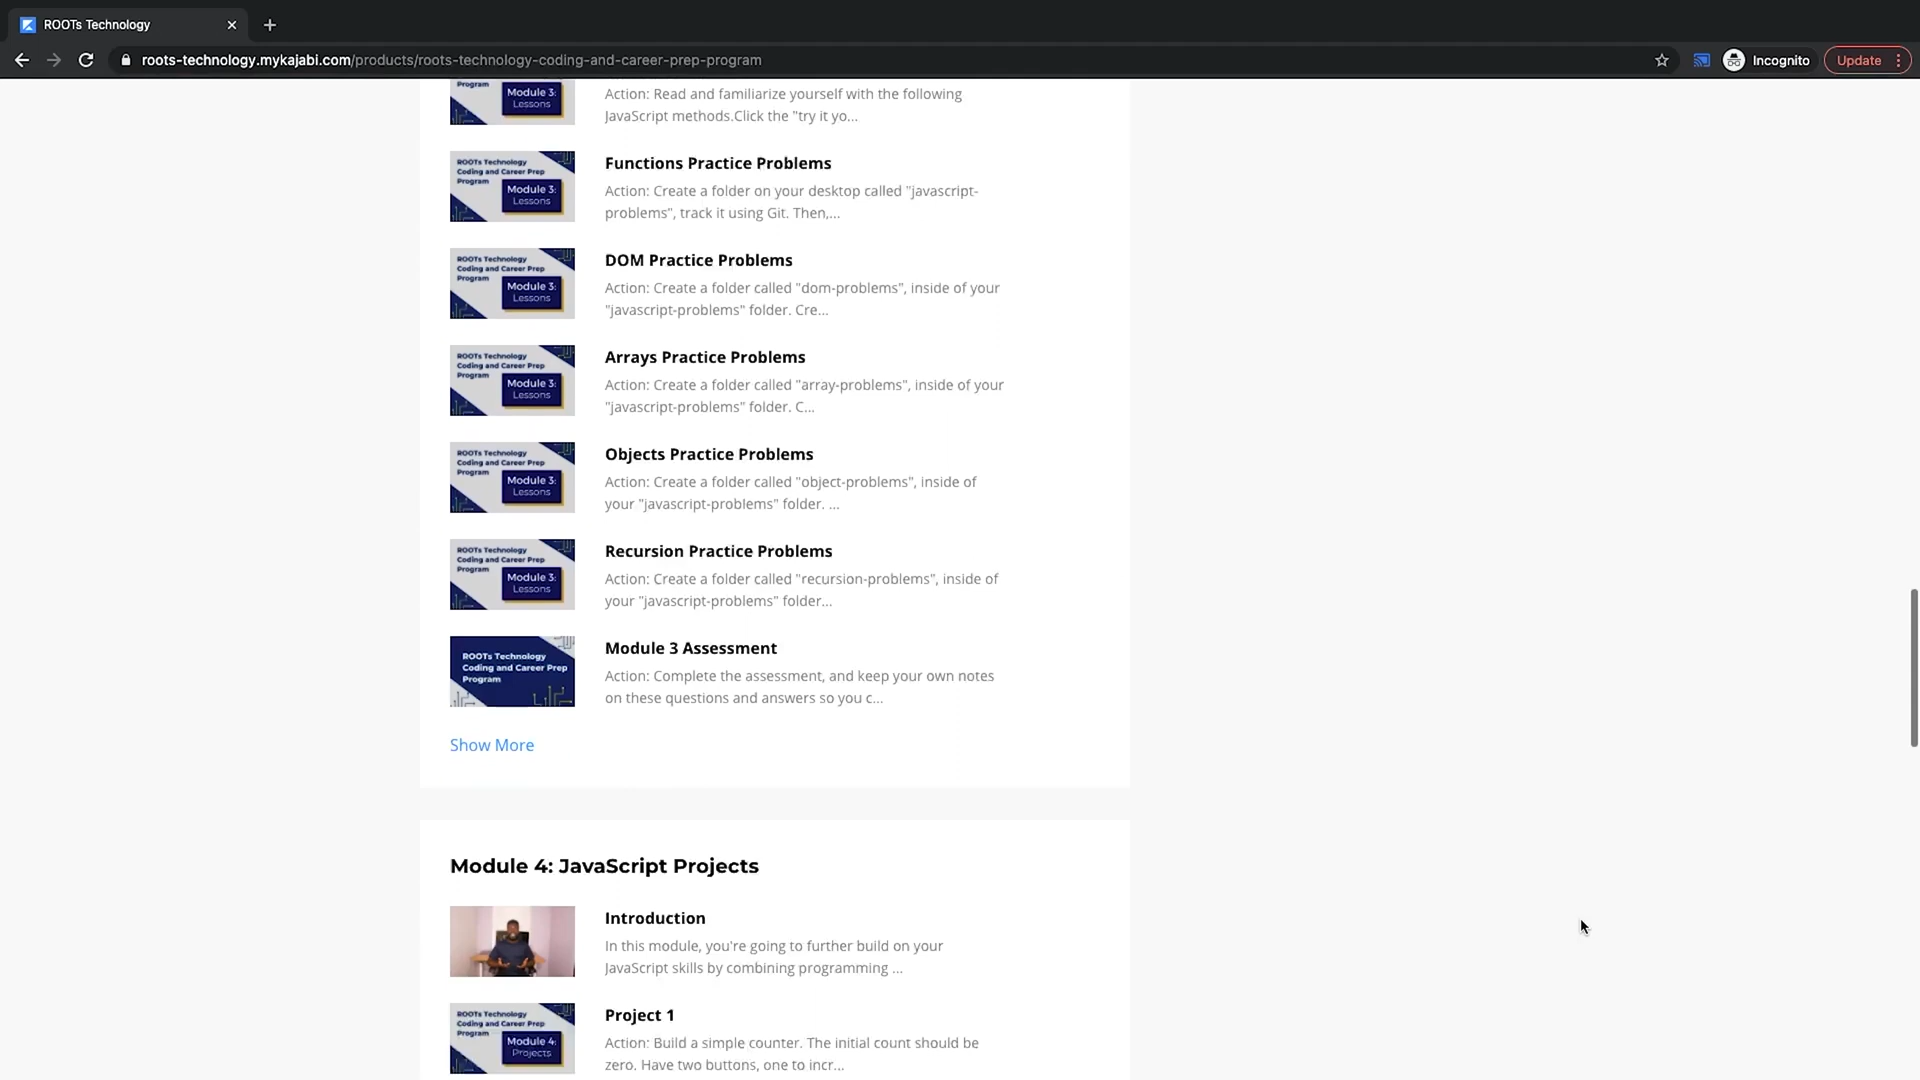 ROOTs Technology
roots-technology.mykajabi.com/products/roots-technology-coding-and-career-prep-program
Incognito
Update
Program
Module 3:
Lessons
Action: Read and familiarize yourself with the following
JavaScript methods.Click the "try it yo...
ROOTs Technology
Coding and Career Prep
Program
Module 3:
Lessons
Functions Practice Problems
Action: Create a folder on your desktop called "javascript-
problems", track it using Git. Then,...
ROOTs Technology
Coding and Career Prep
Program
Module 3:
Lessons
DOM Practice Problems
Action: Create a folder called "dom-problems", inside of your
"javascript-problems" folder. Cre...
ROOTs Technology
Coding and Career Prep
Program
Module 3:
Lessons
Arrays Practice Problems
Action: Create a folder called "array-problems", inside of your
"javascript-problems" folder. C...
ROOTs Technology
Coding and Career Prep
Program
Module 3:
Lessons
Objects Practice Problems
Action: Create a folder called "object-problems", inside of
your "javascript-problems" folder. ...
ROOTs Technology
Coding and Career Prep
Program
Module 3:
Lessons
Recursion Practice Problems
Action: Create a folder called "recursion-problems", inside of
your "javascript-problems" folder...
ROOTs Technology
Coding and Career Prep
Program
Module 3 Assessment
Action: Complete the assessment, and keep your own notes
on these questions and answers so you c...
Show More
Module 4: JavaScript Projects
Introduction
In this module, you're going to further build on your
JavaScript skills by combining programming ...
ROOTs Technology
Coding and Career Prep
Program
Module 4:
Projects
Project 1
Action: Build a simple counter. The initial count should be
zero. Have two buttons, one to incr...